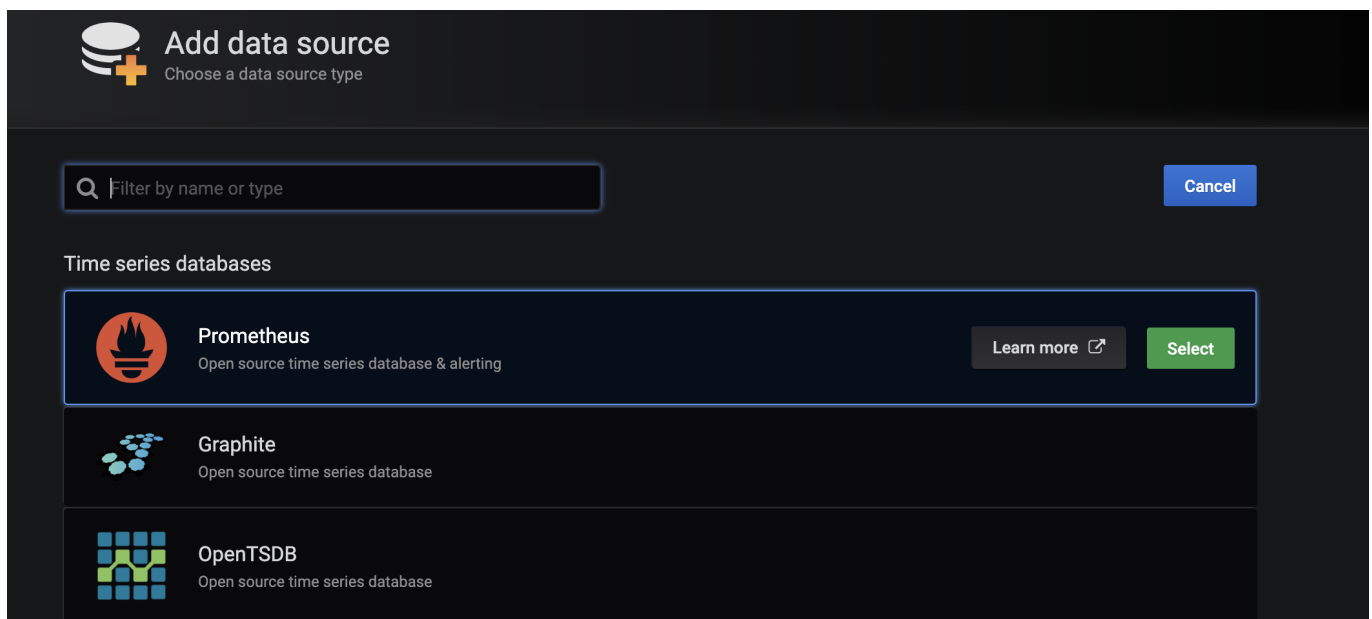 Add data source
Choose a data source type
Filter by name or type
Cancel
Time series databases
Prometheus
Open source time series database & alerting
Learn more
Select
Graphite
Open source time series database
OpenTSDB
Open source time series database